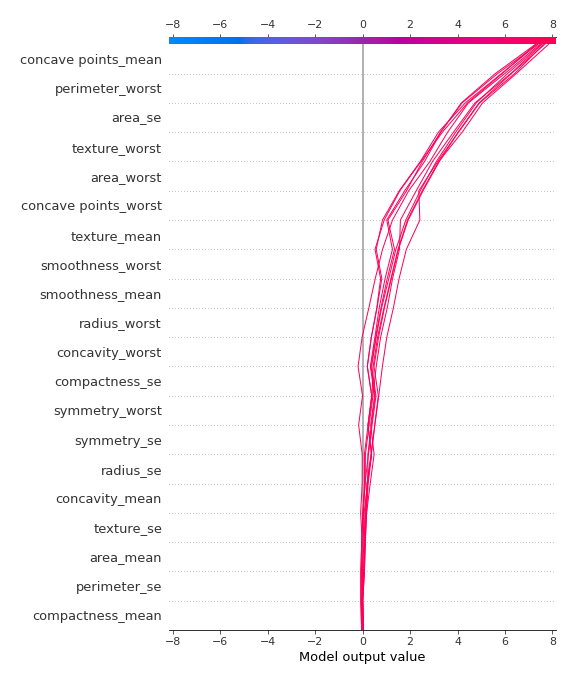 −8 −6 −4 −2 0 2 4 6 8
concave points_mean
perimeter_worst
area_se
texture_worst
area_worst
concave points_worst
texture_mean
smoothness_worst
smoothness_mean
radius_worst
concavity_worst
compactness_se
symmetry_worst
symmetry_se
radius_se
concavity_mean
texture_se
area_mean
perimeter_se
compactness_mean
−8 −6 −4 −2 0 2 4 6 8
Model output value